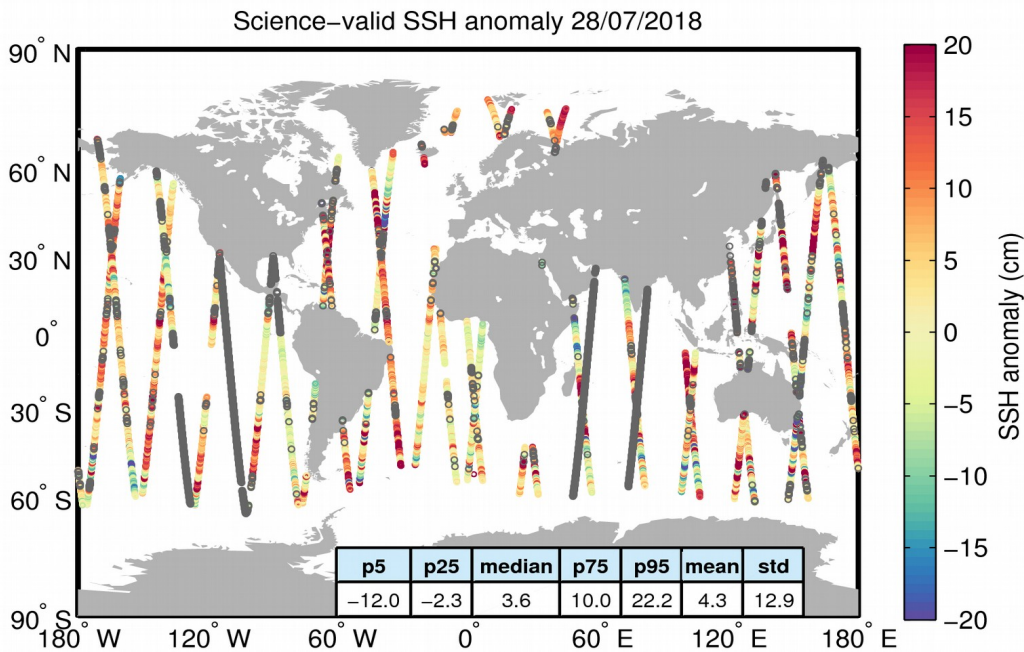 Science−valid SSH anomaly 28/07/2018
90° N
60° N
30° N
0°
30° S
60° S
90° S
180° W
120° W
60° W
0°
60° E
120° E
180° E
p5 p25 median p75 p95 mean std
−12.0 −2.3 3.6 10.0 22.2 4.3 12.9
20
15
10
5
0
−5
−10
−15
−20
SSH anomaly (cm)